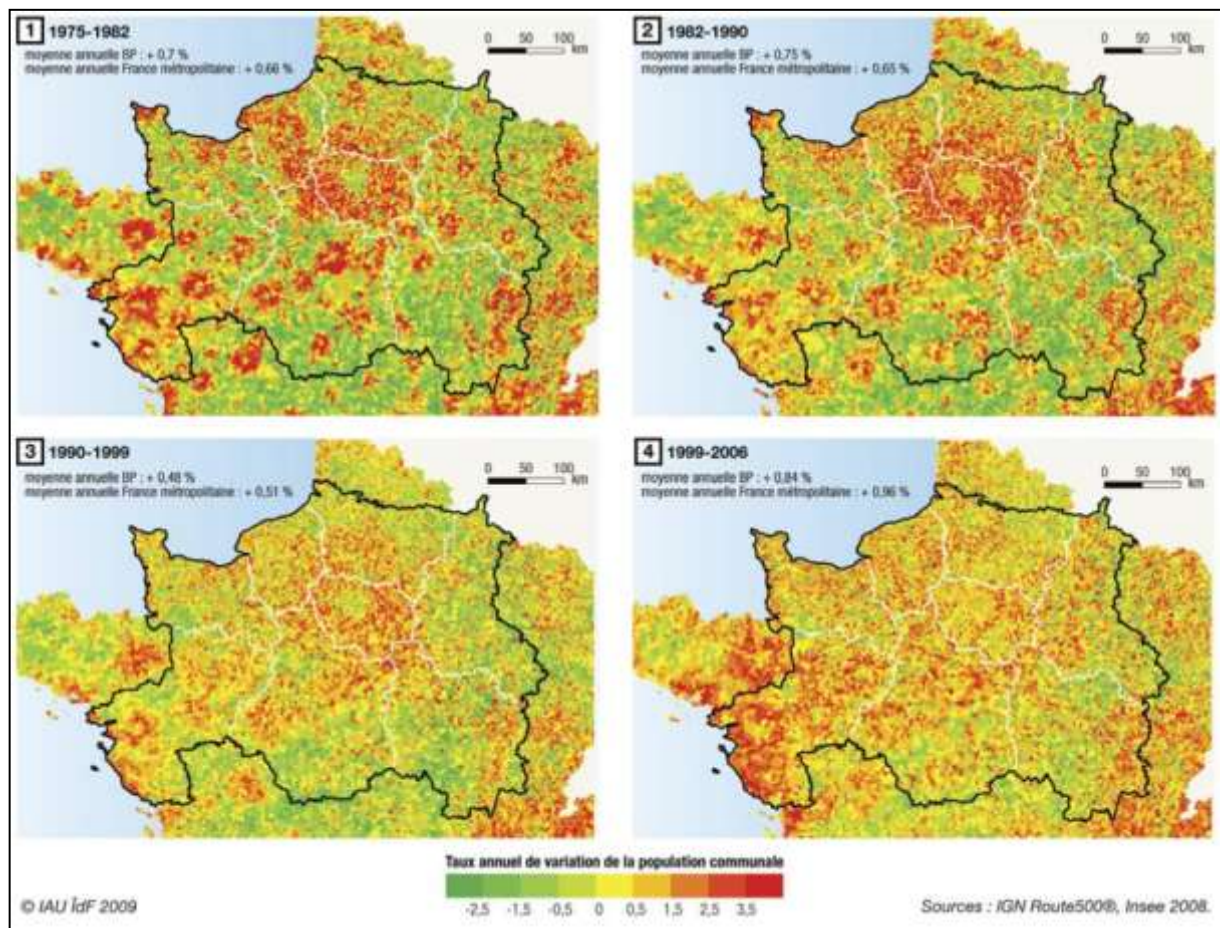 1 1975-1982
moyenne annuelle BP : + 0,7 %
moyenne annuelle France métropolitaine : + 0,66 %
0 50 100
km
2 1982-1990
moyenne annuelle BP : + 0,75 %
moyenne annuelle France métropolitaine : + 0,65 %
0 50 100
km
3 1990-1999
moyenne annuelle BP : + 0,48 %
moyenne annuelle France métropolitaine : + 0,51 %
0 50 100
km
4 1999-2006
moyenne annuelle BP : + 0,84 %
moyenne annuelle France métropolitaine : + 0,96 %
0 50 100
km
Taux annuel de variation de la population communale
-2,5 -1,5 -0,5 0 0,5 1,5 2,5 3,5
© IAU ÎdF 2009
Sources : IGN Route500®, Insee 2008.